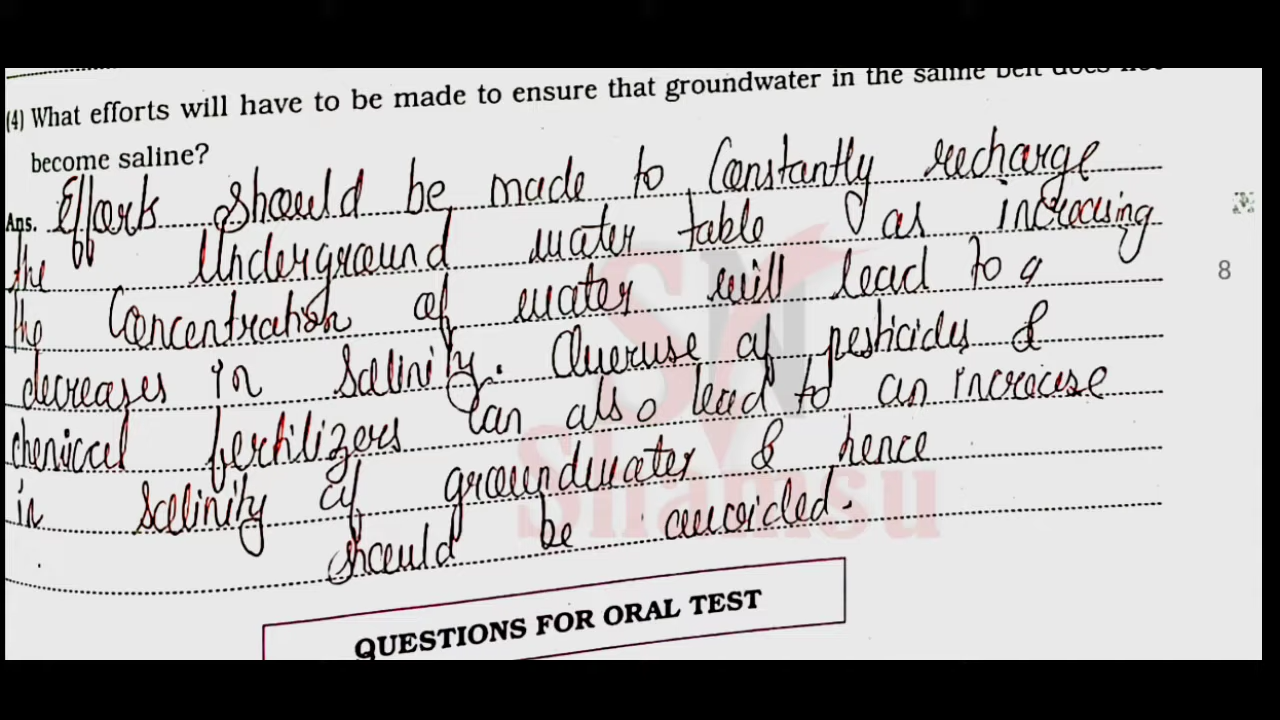 (4) What efforts will have to be made to ensure that groundwater in the saline belt does not
become saline?
Ans. Efforts should be made to Constantly recharge
the Underground water table as increasing
the Concentration of water will lead to a
decreases in Salinity. Overuse of pesticides &
chemical fertilizers can also lead to an increase
in Salinity of groundwater & hence
should be avoided.
8
SN
Shamsu
QUESTIONS FOR ORAL TEST